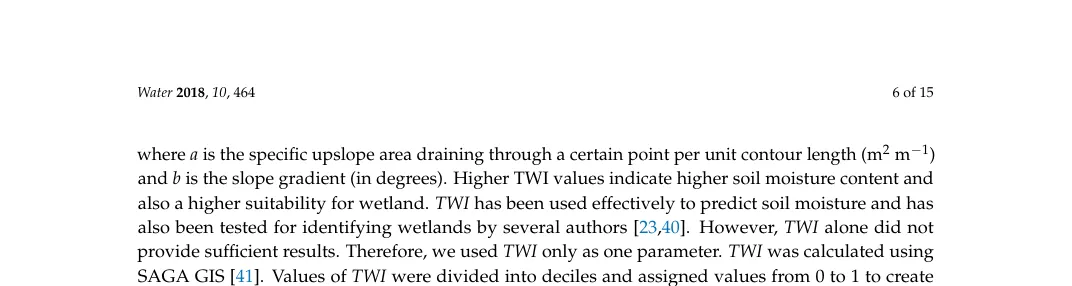 Water 2018, 10, 464
6 of 15
where a is the specific upslope area draining through a certain point per unit contour length (m² m⁻¹)
and b is the slope gradient (in degrees). Higher TWI values indicate higher soil moisture content and
also a higher suitability for wetland. TWI has been used effectively to predict soil moisture and has
also been tested for identifying wetlands by several authors [23,40]. However, TWI alone did not
provide sufficient results. Therefore, we used TWI only as one parameter. TWI was calculated using
SAGA GIS [41]. Values of TWI were divided into deciles and assigned values from 0 to 1 to create